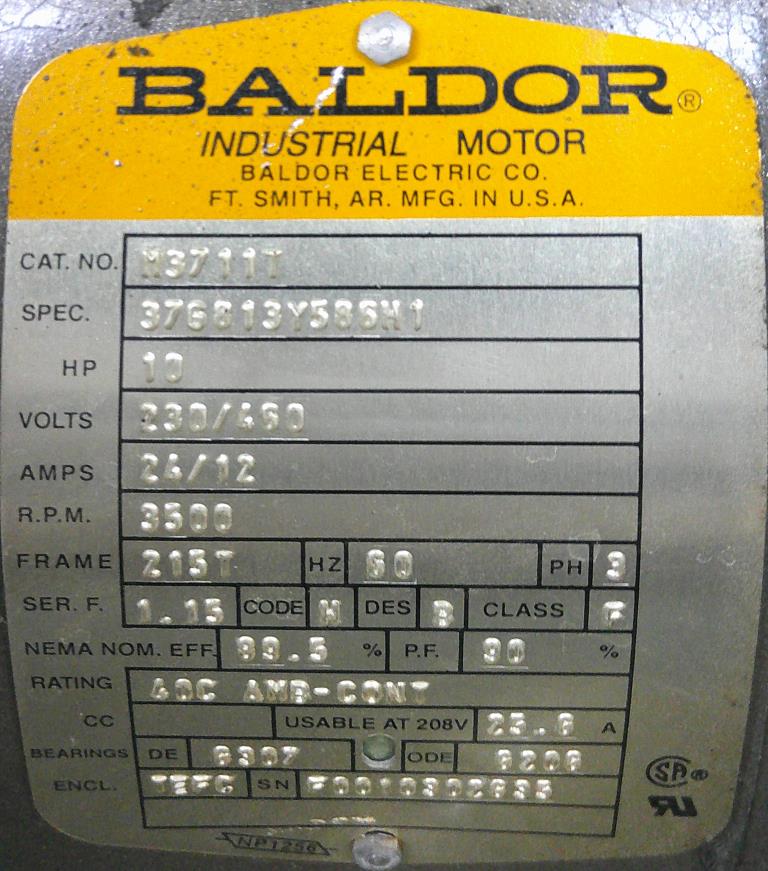 BALDOR®
INDUSTRIAL MOTOR
BALDOR ELECTRIC CO.
FT. SMITH, AR. MFG. IN U.S.A.
CAT. NO. M3711T
SPEC.
HP 10
VOLTS 230/460
AMPS 24/12
R.P.M. 3500
FRAME 215T HZ 60 PH 3
SER. F. 1.15 CODE H DES B CLASS F
NEMA NOM. EFF. % P.F. 90 %
RATING 40C AMB-CONT
CC USABLE AT 208V 25.6 A
BEARINGS DE 6307 ODE 6206
ENCL. TEFC SN
SA ®
NP1256